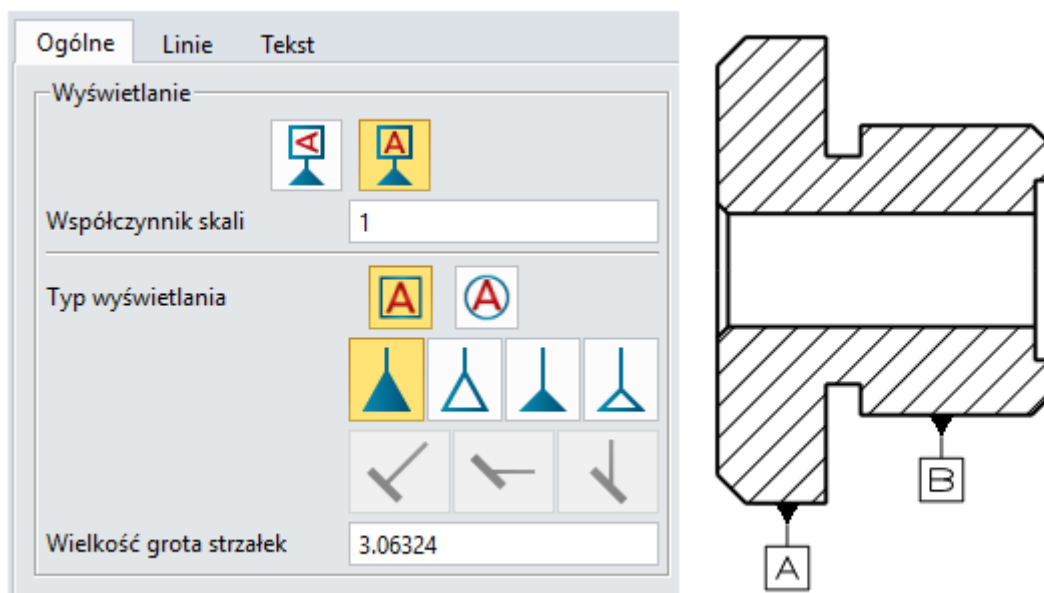 Ogólne Linie Tekst
Wyświetlanie
A A
Współczynnik skali 1
Typ wyświetlania A A
Wielkość grota strzałek 3.06324
B
A